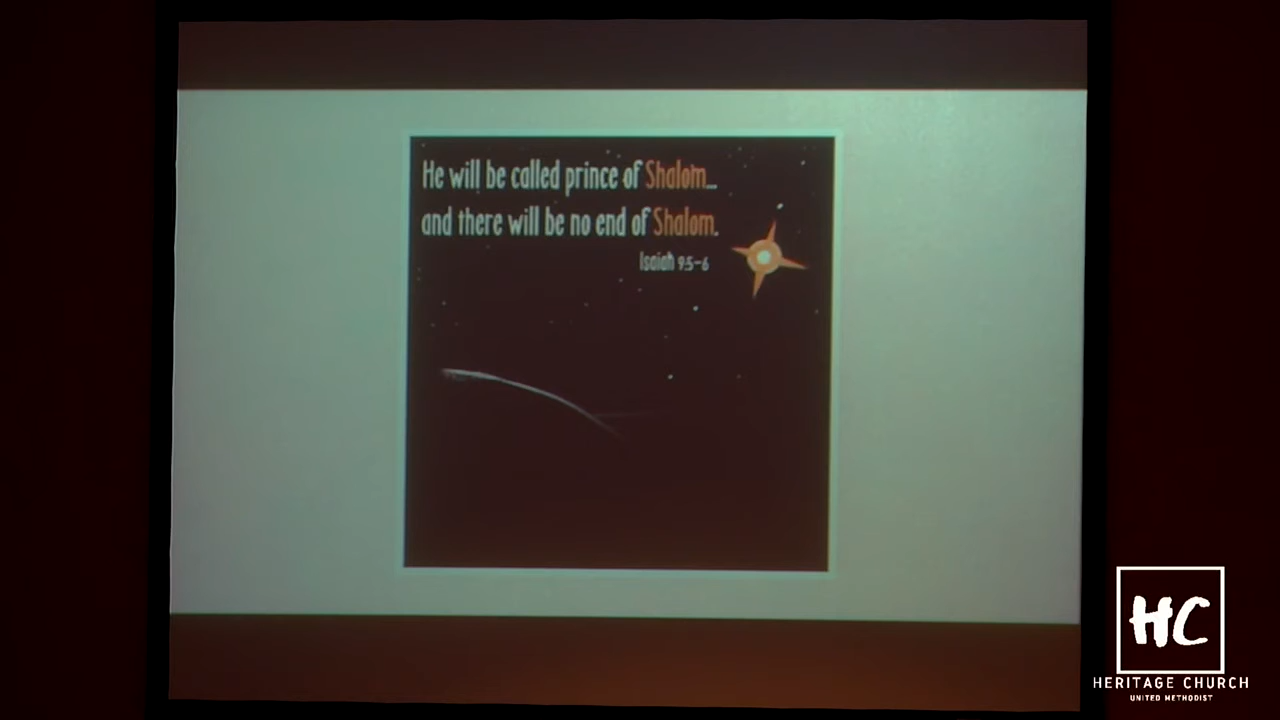 He will be called prince of Shalom...
and there will be no end of Shalom.
Isaiah 9:5-6
HC
HERITAGE CHURCH
UNITED METHODIST